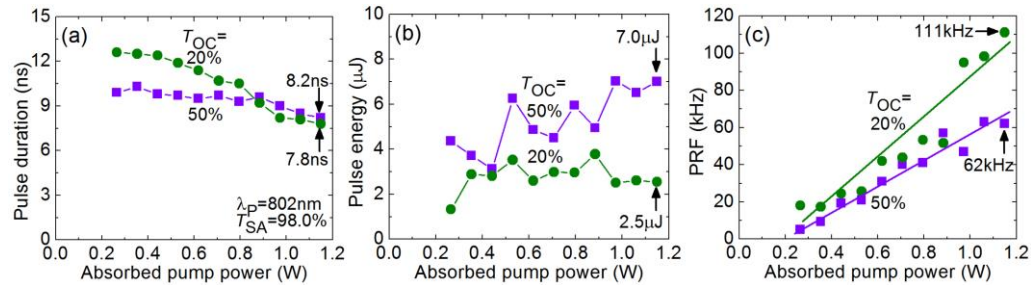 (a)
T_OC=
20%
50%
8.2ns
7.8ns
λ_P=802nm
T_SA=98.0%
Pulse duration (ns)
15
12
9
6
3
0
0.0 0.2 0.4 0.6 0.8 1.0 1.2
Absorbed pump power (W)
(b)
7.0μJ
T_OC=
50%
20%
2.5μJ
Pulse energy (μJ)
10
8
6
4
2
0
0.0 0.2 0.4 0.6 0.8 1.0 1.2
Absorbed pump power (W)
(c)
111kHz
T_OC=
20%
50%
62kHz
PRF (kHz)
120
100
80
60
40
20
0
0.0 0.2 0.4 0.6 0.8 1.0 1.2
Absorbed pump power (W)